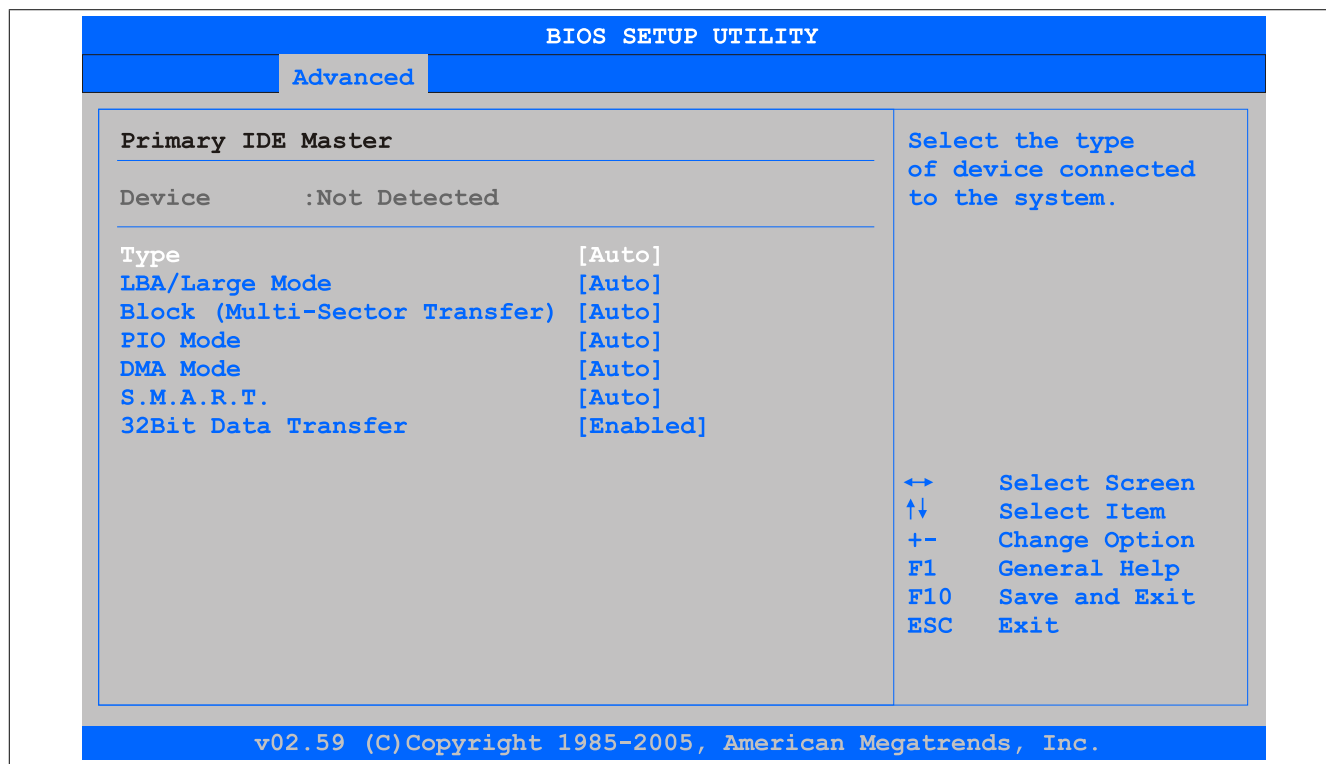 BIOS SETUP UTILITY
Advanced
Primary IDE Master
Device :Not Detected
Type [Auto]
LBA/Large Mode [Auto]
Block (Multi-Sector Transfer) [Auto]
PIO Mode [Auto]
DMA Mode [Auto]
S.M.A.R.T. [Auto]
32Bit Data Transfer [Enabled]
Select the type
of device connected
to the system.
↔ Select Screen
↑↓ Select Item
+- Change Option
F1 General Help
F10 Save and Exit
ESC Exit
v02.59 (C)Copyright 1985-2005, American Megatrends, Inc.